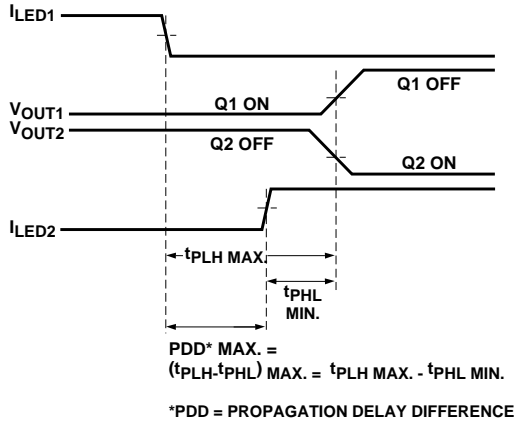 ILED1
Q1 OFF
VOUT1
Q1 ON
VOUT2
Q2 OFF
Q2 ON
ILED2
tPLH MAX.
tPHL
MIN.
PDD* MAX. =
(tPLH-tPHL) MAX. = tPLH MAX. - tPHL MIN.
*PDD = PROPAGATION DELAY DIFFERENCE